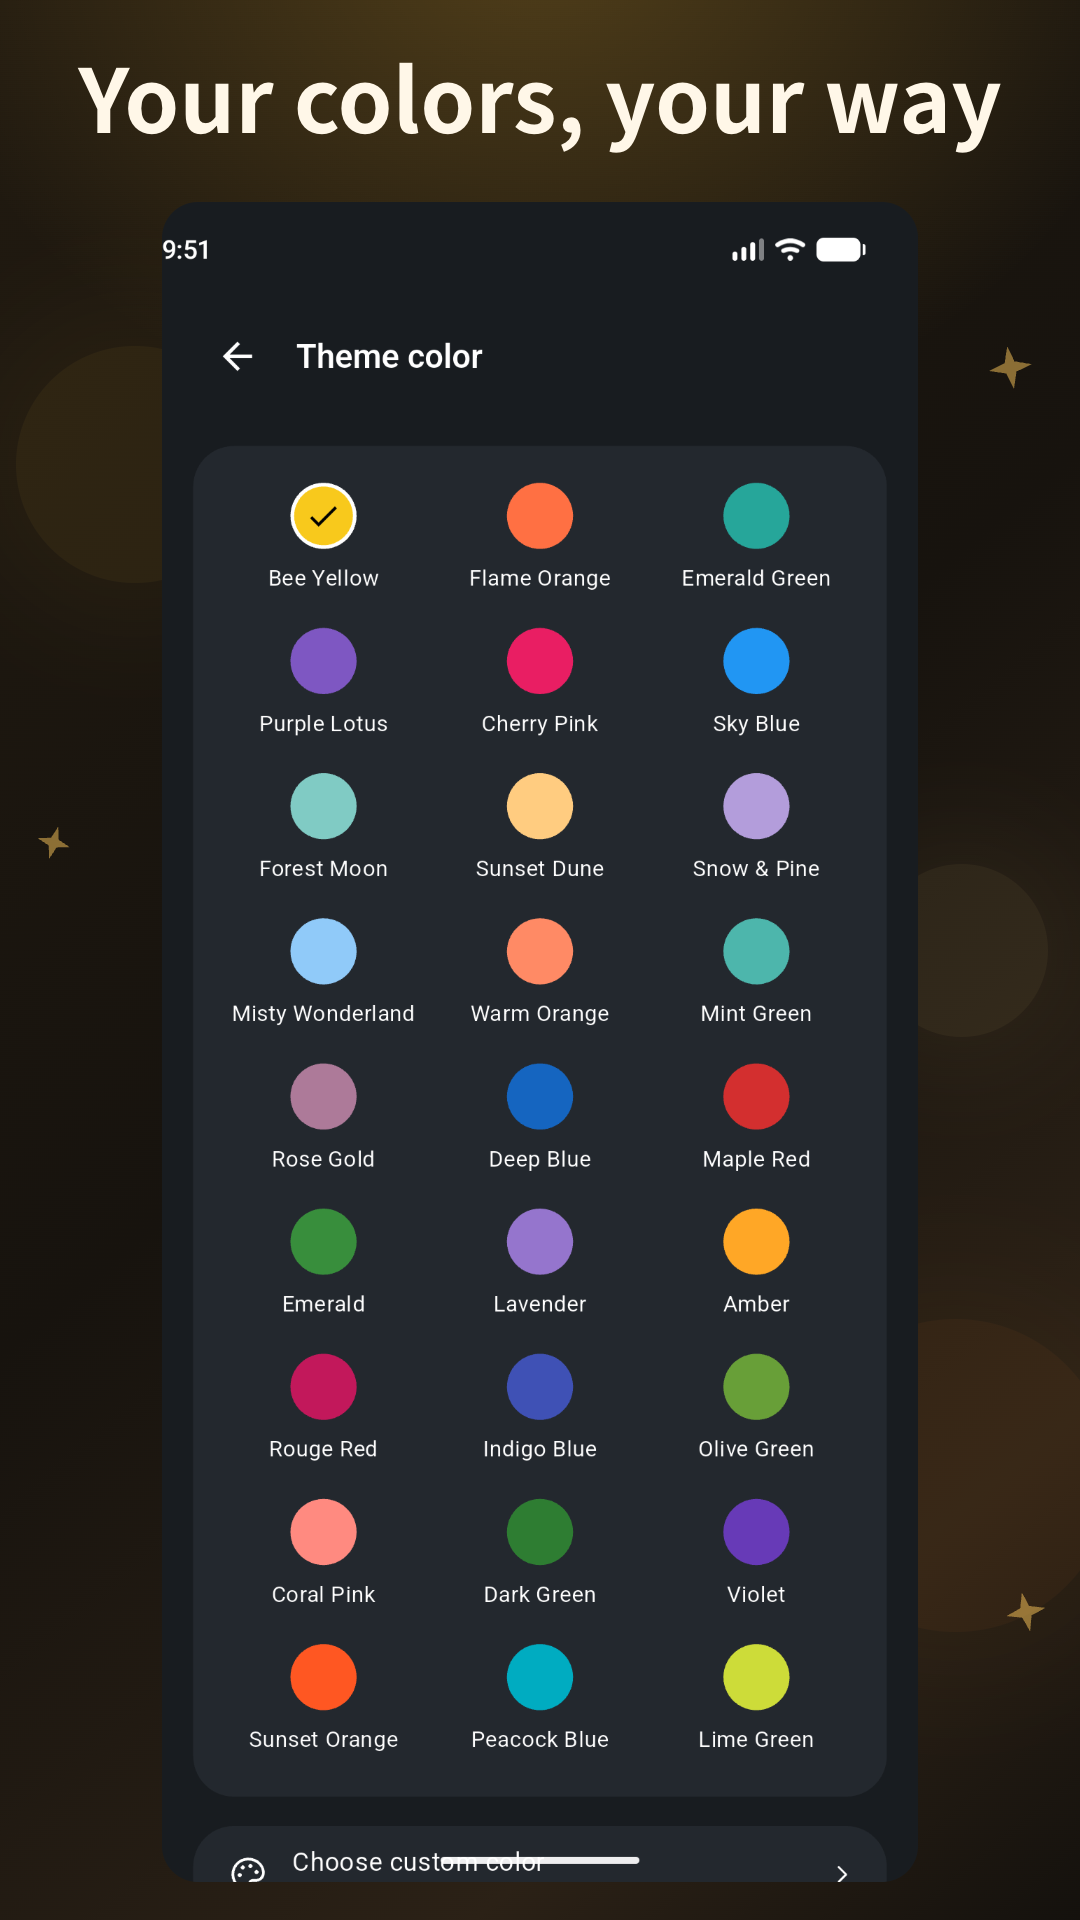 Your colors, your way
9:51
Theme color
Bee Yellow
Flame Orange
Emerald Green
Purple Lotus
Cherry Pink
Sky Blue
Forest Moon
Sunset Dune
Snow & Pine
Misty Wonderland
Warm Orange
Mint Green
Rose Gold
Deep Blue
Maple Red
Emerald
Lavender
Amber
Rouge Red
Indigo Blue
Olive Green
Coral Pink
Dark Green
Violet
Sunset Orange
Peacock Blue
Lime Green
Choose custom color